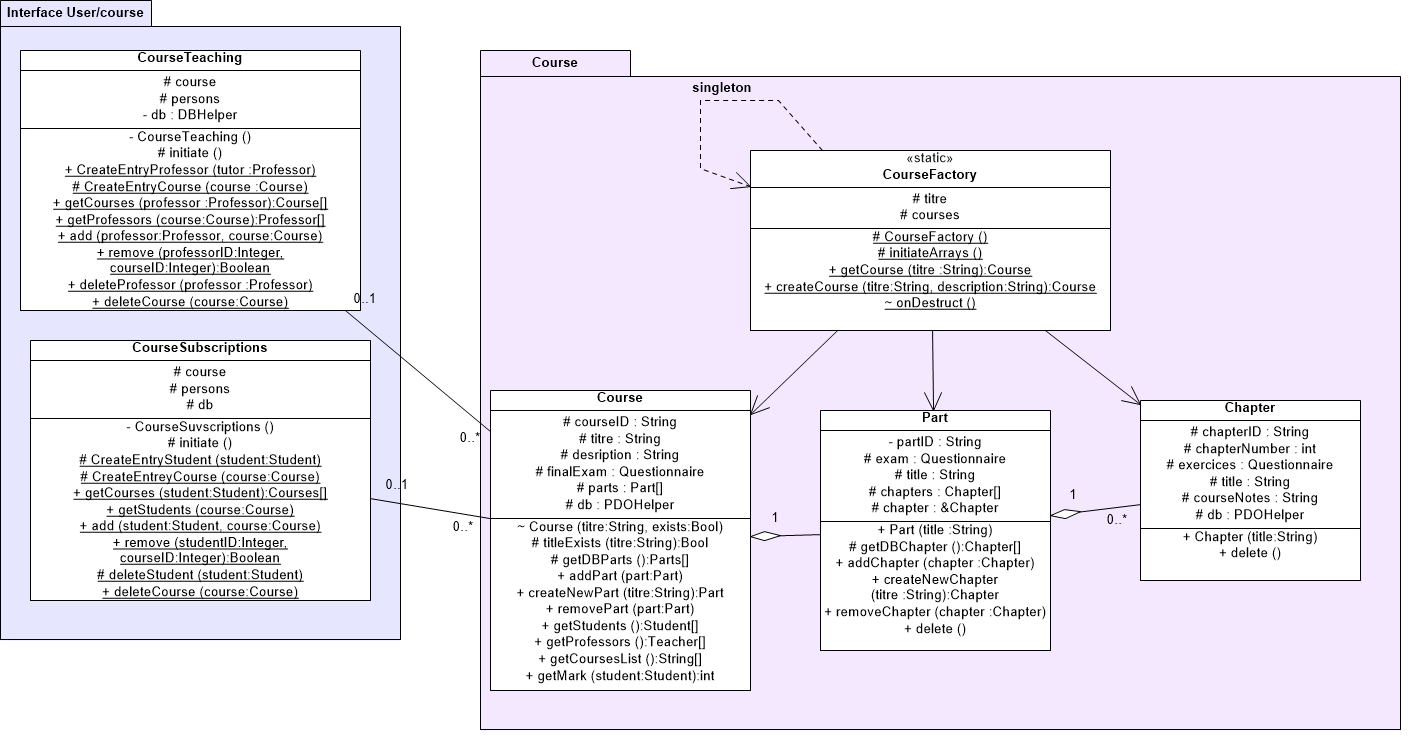 Interface User/course
CourseTeaching
# course
# persons
- db : DBHelper
- CourseTeaching ()
# initiate ()
+ CreateEntryProfessor (tutor :Professor)
# CreateEntryCourse (course :Course)
+ getCourses (professor :Professor):Course[]
+ getProfessors (course:Course):Professor[]
+ add (professor:Professor, course:Course)
+ remove (professorID:Integer,
courseID:Integer):Boolean
+ deleteProfessor (professor :Professor)
+ deleteCourse (course:Course)
0..1
CourseSubscriptions
# course
# persons
# db
- CourseSuvscriptions ()
# initiate ()
# CreateEntryStudent (student:Student)
# CreateEntreyCourse (course:Course)
+ getCourses (student:Student):Courses[]
+ getStudents (course:Course)
+ add (student:Student, course:Course)
+ remove (studentID:Integer,
courseID:Integer):Boolean
# deleteStudent (student:Student)
+ deleteCourse (course:Course)
0..1
0..*
0..*
Course
singleton
«static»
CourseFactory
# titre
# courses
# CourseFactory ()
# initiateArrays ()
+ getCourse (titre :String):Course
+ createCourse (titre:String, description:String):Course
~ onDestruct ()
Course
# courseID : String
# titre : String
# desription : String
# finalExam : Questionnaire
# parts : Part[]
# db : PDOHelper
~ Course (titre:String, exists:Bool)
# titleExists (titre:String):Bool
# getDBParts ():Parts[]
+ addPart (part:Part)
+ createNewPart (titre:String):Part
+ removePart (part:Part)
+ getStudents ():Student[]
+ getProfessors ():Teacher[]
+ getCoursesList ():String[]
+ getMark (student:Student):int
1
Part
- partID : String
# exam : Questionnaire
# title : String
# chapters : Chapter[]
# chapter : &Chapter
+ Part (title :String)
# getDBChapter ():Chapter[]
+ addChapter (chapter :Chapter)
+ createNewChapter
(titre :String):Chapter
+ removeChapter (chapter :Chapter)
+ delete ()
1
0..*
Chapter
# chapterID : String
# chapterNumber : int
# exercices : Questionnaire
# title : String
# courseNotes : String
# db : PDOHelper
+ Chapter (title:String)
+ delete ()